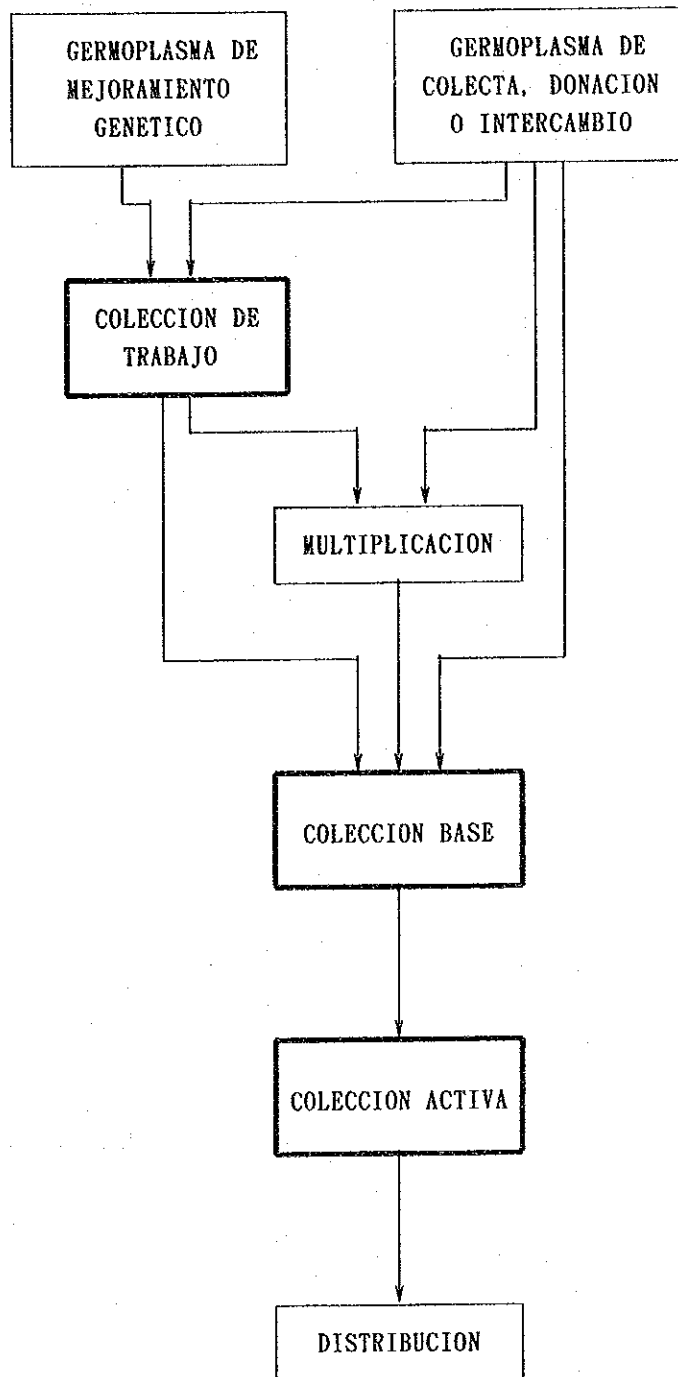 GERMOPLASMA DE
MEJORAMIENTO
GENETICO
GERMOPLASMA DE
COLECTA, DONACION
O INTERCAMBIO
COLECCION DE
TRABAJO
MULTIPLICACION
COLECCION BASE
COLECCION ACTIVA
DISTRIBUCION